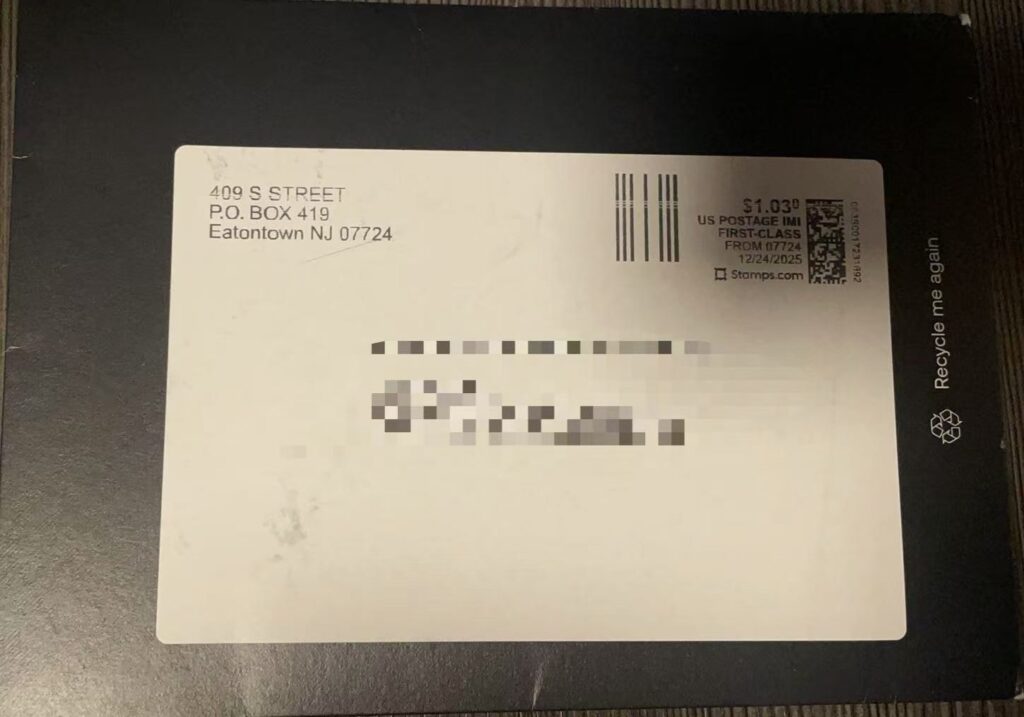 409 S STREET
P.O. BOX 419
Eatontown NJ 07724
$1.03⁰
US POSTAGE IMI
FIRST-CLASS
FROM 07724
12/24/2025
Stamps.com
Recycle me again